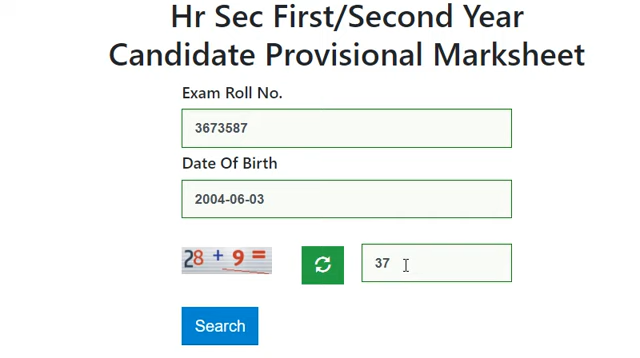 Hr Sec First/Second Year
Candidate Provisional Marksheet
Exam Roll No.
3673587
Date Of Birth
2004-06-03
28 + 9 =
37
Search